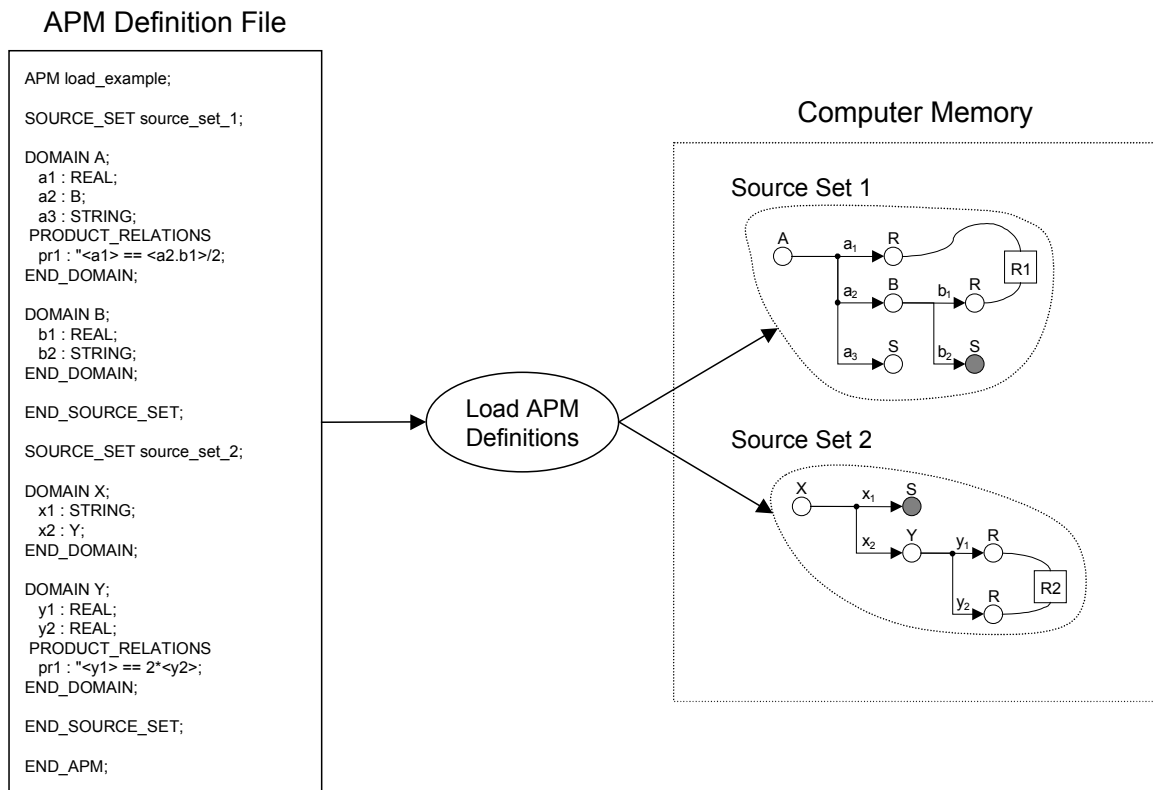 APM Definition File
APM load_example;
SOURCE_SET source_set_1;
DOMAIN A;
a1 : REAL;
a2 : B;
a3 : STRING;
PRODUCT_RELATIONS
pr1 : "<a1> == <a2.b1>/2;
END_DOMAIN;
DOMAIN B;
b1 : REAL;
b2 : STRING;
END_DOMAIN;
END_SOURCE_SET;
SOURCE_SET source_set_2;
DOMAIN X;
x1 : STRING;
x2 : Y;
END_DOMAIN;
DOMAIN Y;
y1 : REAL;
y2 : REAL;
PRODUCT_RELATIONS
pr1 : "<y1> == 2*<y2>;
END_DOMAIN;
END_SOURCE_SET;
END_APM;
Load APM
Definitions
Computer Memory
Source Set 1
A a₁ R
R1
a₂ B b₁ R
a₃ S b₂ S
Source Set 2
X x₁ S
x₂ Y y₁ R
R2
y₂ R